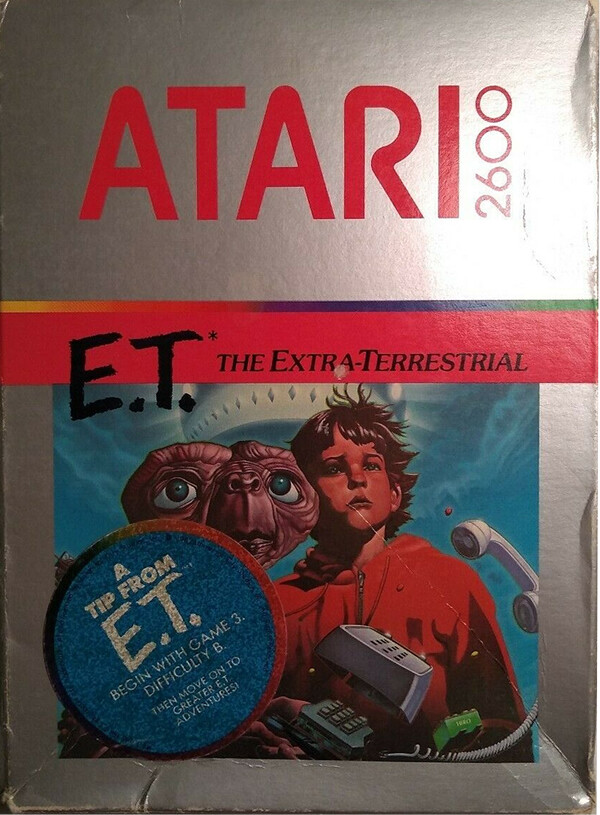 ATARI 2600
E.T.* THE EXTRA-TERRESTRIAL
A
TIP FROM
E.T.
BEGIN WITH GAME 3.
DIFFICULTY B.
THEN MOVE ON TO
GREATER E.T.
ADVENTURES!